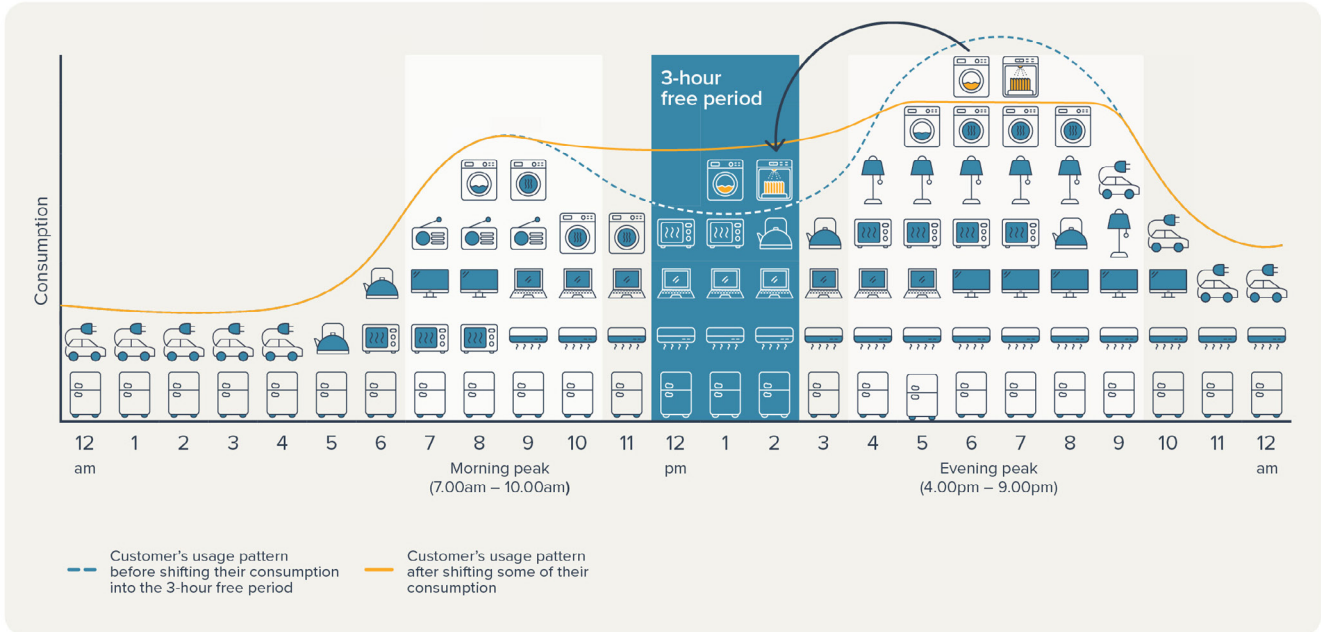 3-hour
free period
Consumption
12 1 2 3 4 5 6 7 8 9 10 11 12 1 2 3 4 5 6 7 8 9 10 11 12
am Morning peak pm Evening peak am
(7.00am – 10.00am) (4.00pm – 9.00pm)
Customer's usage pattern
before shifting their consumption
into the 3-hour free period
Customer's usage pattern
after shifting some of their
consumption